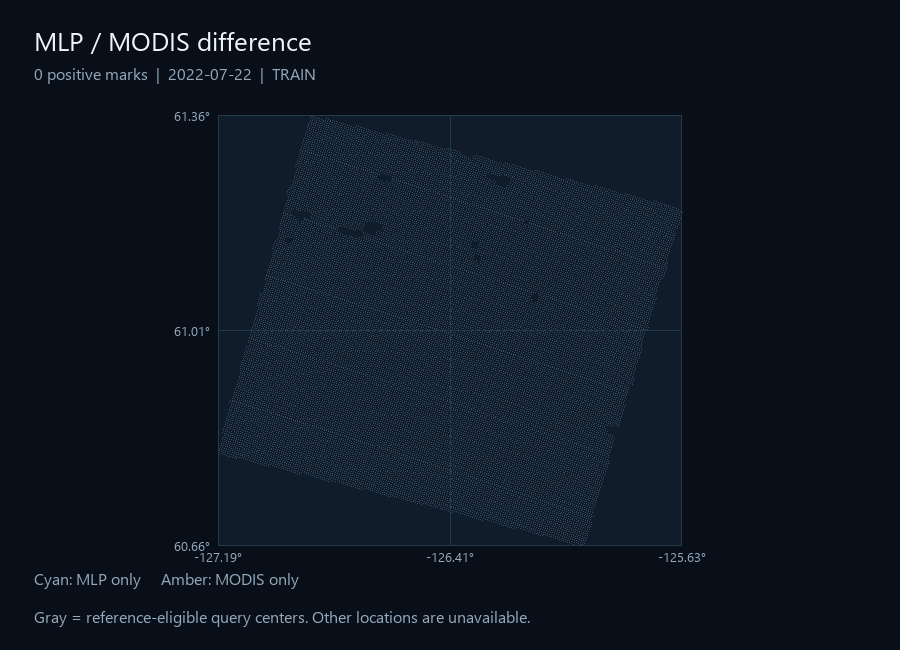 MLP / MODIS difference
0 positive marks | 2022-07-22 | TRAIN
61.36°
61.01°
60.66°
-127.19° -126.41° -125.63°
Cyan: MLP only Amber: MODIS only
Gray = reference-eligible query centers. Other locations are unavailable.